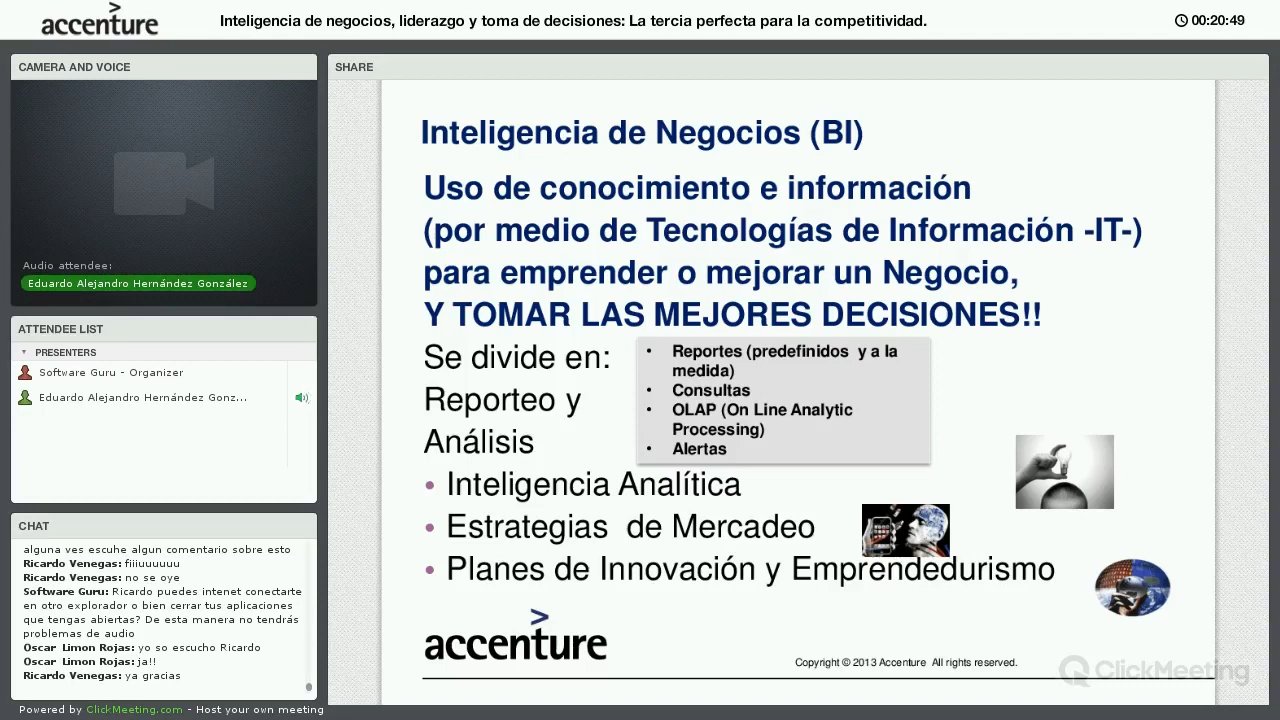 accenture
Inteligencia de negocios, liderazgo y toma de decisiones: La tercia perfecta para la competitividad.
00:20:49
CAMERA AND VOICE
Audio attendee:
Eduardo Alejandro Hernández González
ATTENDEE LIST
PRESENTERS
Software Guru - Organizer
Eduardo Alejandro Hernández Gonz...
CHAT
alguna ves escuhe algun comentario sobre esto
Ricardo Venegas: fiiiuuuuuu
Ricardo Venegas: no se oye
Software Guru: Ricardo puedes intenet conectarte
en otro explorador o bien cerrar tus aplicaciones
que tengas abiertas? De esta manera no tendrás
problemas de audio
Oscar Limon Rojas: yo so escucho Ricardo
Oscar Limon Rojas: ja!!
Ricardo Venegas: ya gracias
Powered by ClickMeeting.com - Host your own meeting
SHARE
Inteligencia de Negocios (BI)
Uso de conocimiento e información
(por medio de Tecnologías de Información -IT-)
para emprender o mejorar un Negocio,
Y TOMAR LAS MEJORES DECISIONES!!
Se divide en:
Reporteo y
Análisis
• Reportes (predefinidos y a la
medida)
• Consultas
• OLAP (On Line Analytic
Processing)
• Alertas
• Inteligencia Analítica
• Estrategias de Mercadeo
• Planes de Innovación y Emprendedurismo
accenture
Copyright © 2013 Accenture All rights reserved.
ClickMeeting